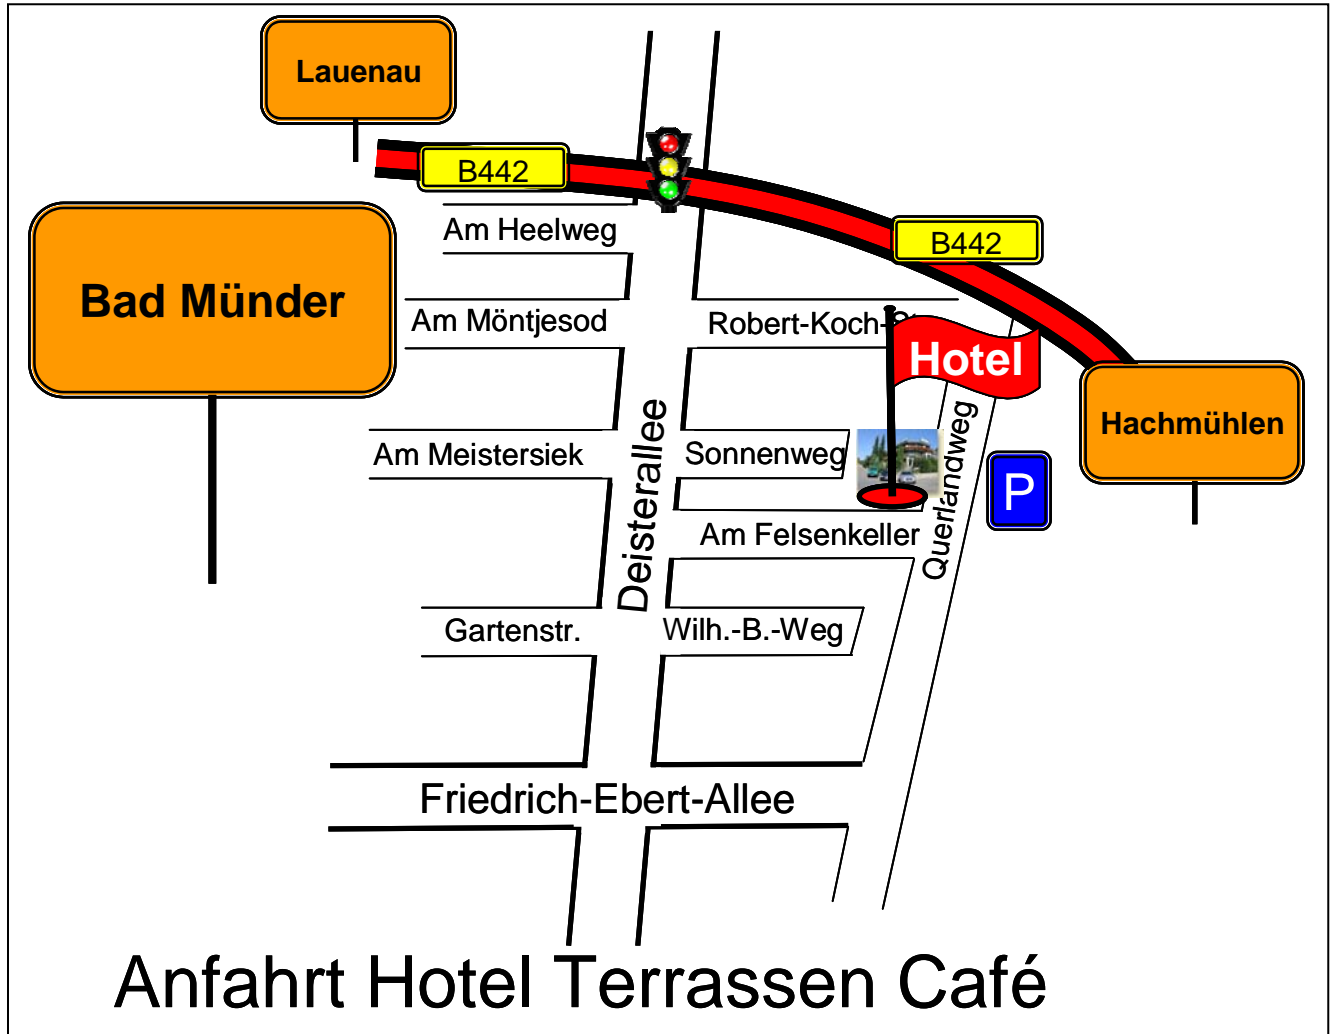 Lauenau
B442
Am Heelweg
B442
Bad Münder
Am Möntjesod
Robert-Koch-
Hotel
Hachmühlen
Am Meistersiek
Deisterallee
Sonnenweg
Querlandweg
P
Am Felsenkeller
Gartenstr.
Wilh.-B.-Weg
Friedrich-Ebert-Allee
Anfahrt Hotel Terrassen Café